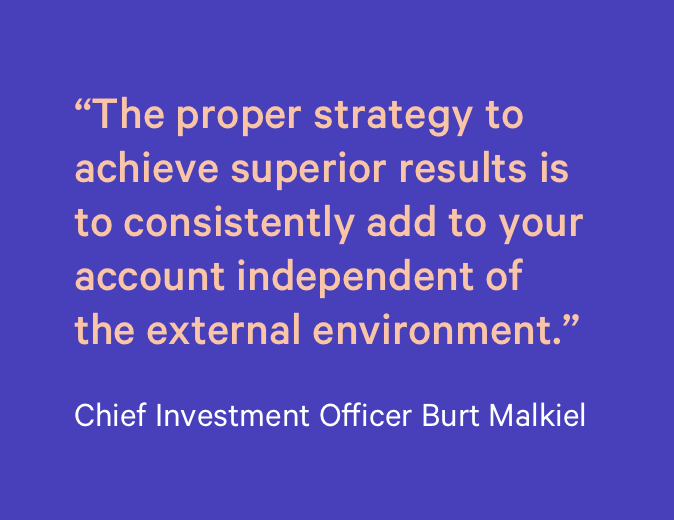 “The proper strategy to
achieve superior results is
to consistently add to your
account independent of
the external environment.”
Chief Investment Officer Burt Malkiel